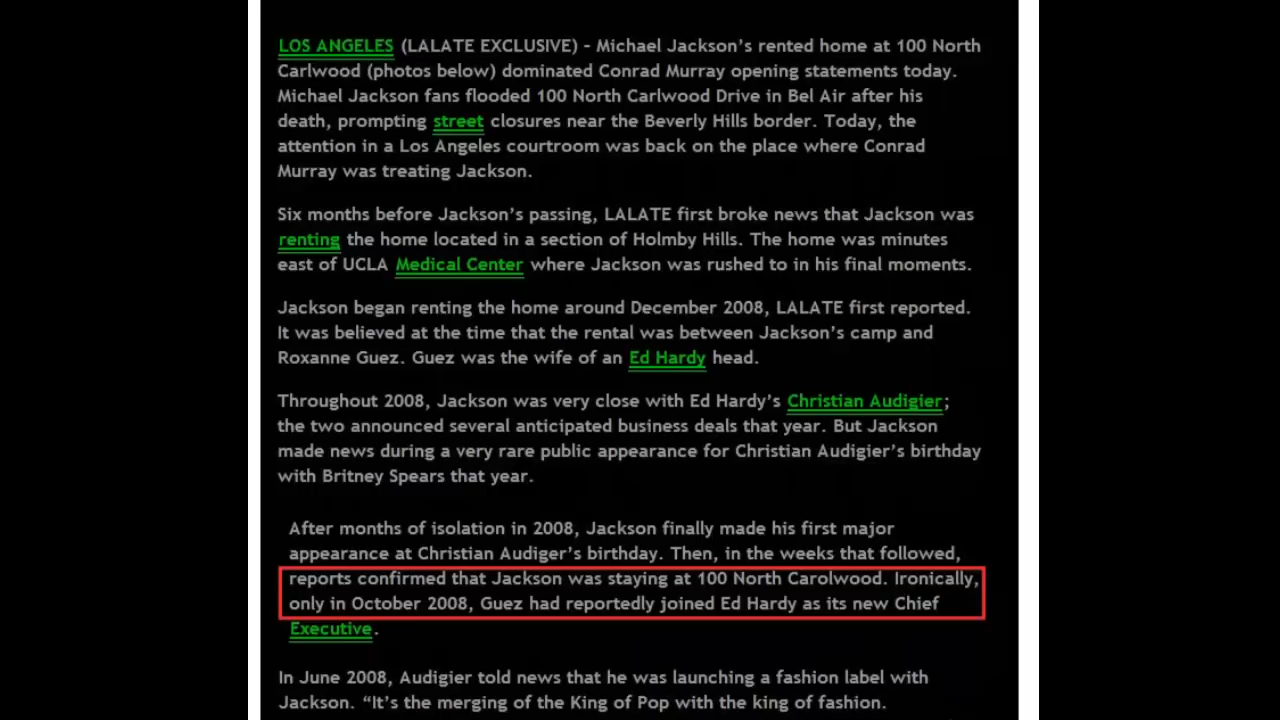 LOS ANGELES (LALATE EXCLUSIVE) – Michael Jackson's rented home at 100 North
Carlwood (photos below) dominated Conrad Murray opening statements today.
Michael Jackson fans flooded 100 North Carlwood Drive in Bel Air after his
death, prompting street closures near the Beverly Hills border. Today, the
attention in a Los Angeles courtroom was back on the place where Conrad
Murray was treating Jackson.
Six months before Jackson's passing, LALATE first broke news that Jackson was
renting the home located in a section of Holmby Hills. The home was minutes
east of UCLA Medical Center where Jackson was rushed to in his final moments.
Jackson began renting the home around December 2008, LALATE first reported.
It was believed at the time that the rental was between Jackson's camp and
Roxanne Guez. Guez was the wife of an Ed Hardy head.
Throughout 2008, Jackson was very close with Ed Hardy's Christian Audigier;
the two announced several anticipated business deals that year. But Jackson
made news during a very rare public appearance for Christian Audigier's birthday
with Britney Spears that year.
After months of isolation in 2008, Jackson finally made his first major
appearance at Christian Audiger's birthday. Then, in the weeks that followed,
reports confirmed that Jackson was staying at 100 North Carolwood. Ironically,
only in October 2008, Guez had reportedly joined Ed Hardy as its new Chief
Executive.
In June 2008, Audigier told news that he was launching a fashion label with
Jackson. “It's the merging of the King of Pop with the king of fashion.